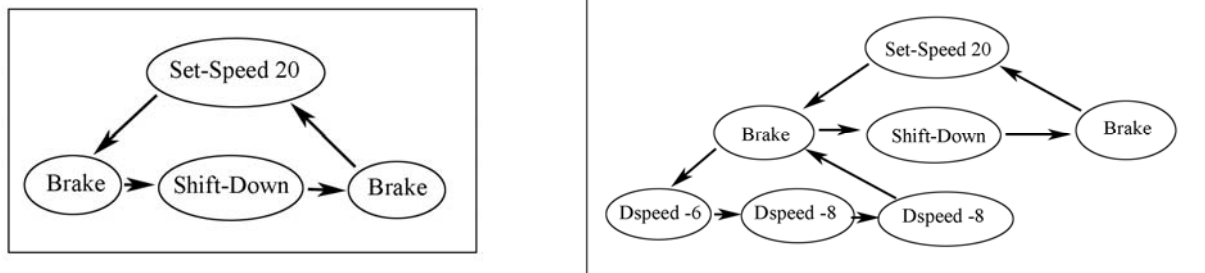 Set-Speed 20
Brake
Shift-Down
Brake
Set-Speed 20
Brake
Shift-Down
Brake
Dspeed -6
Dspeed -8
Dspeed -8